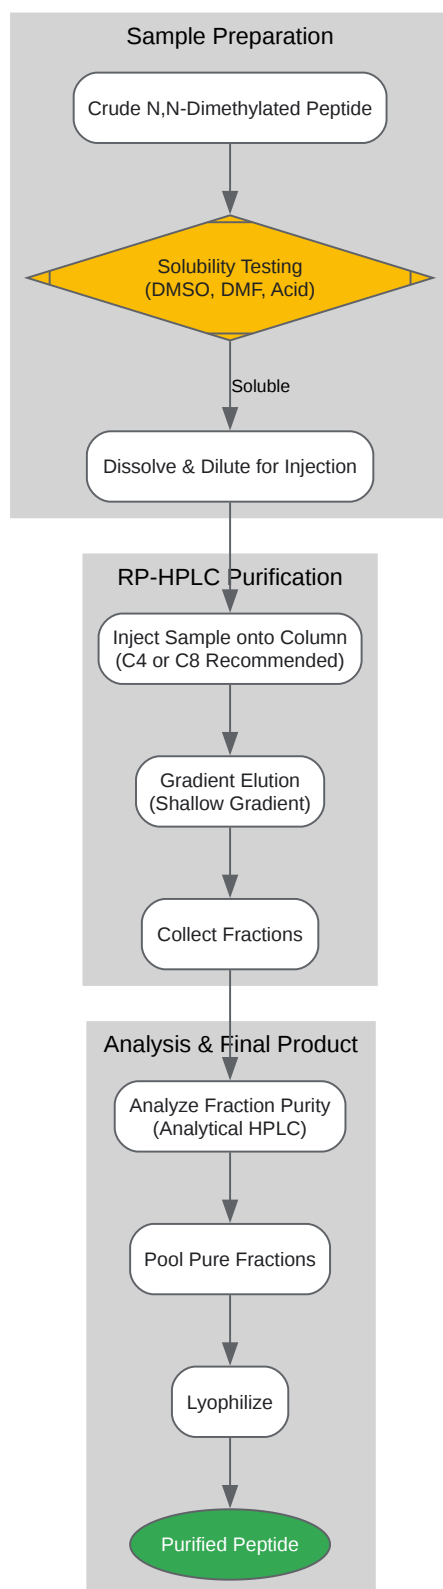 Sample Preparation
Crude N,N-Dimethylated Peptide
Solubility Testing
(DMSO, DMF, Acid)
Soluble
Dissolve & Dilute for Injection
RP-HPLC Purification
Inject Sample onto Column
(C4 or C8 Recommended)
Gradient Elution
(Shallow Gradient)
Collect Fractions
Analysis & Final Product
Analyze Fraction Purity
(Analytical HPLC)
Pool Pure Fractions
Lyophilize
Purified Peptide